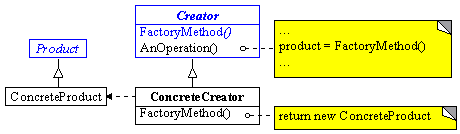 Creator
FactoryMethod()
AnOperation()
...
product = FactoryMethod()
...
Product
ConcreteProduct
ConcreteCreator
FactoryMethod()
return new ConcreteProduct